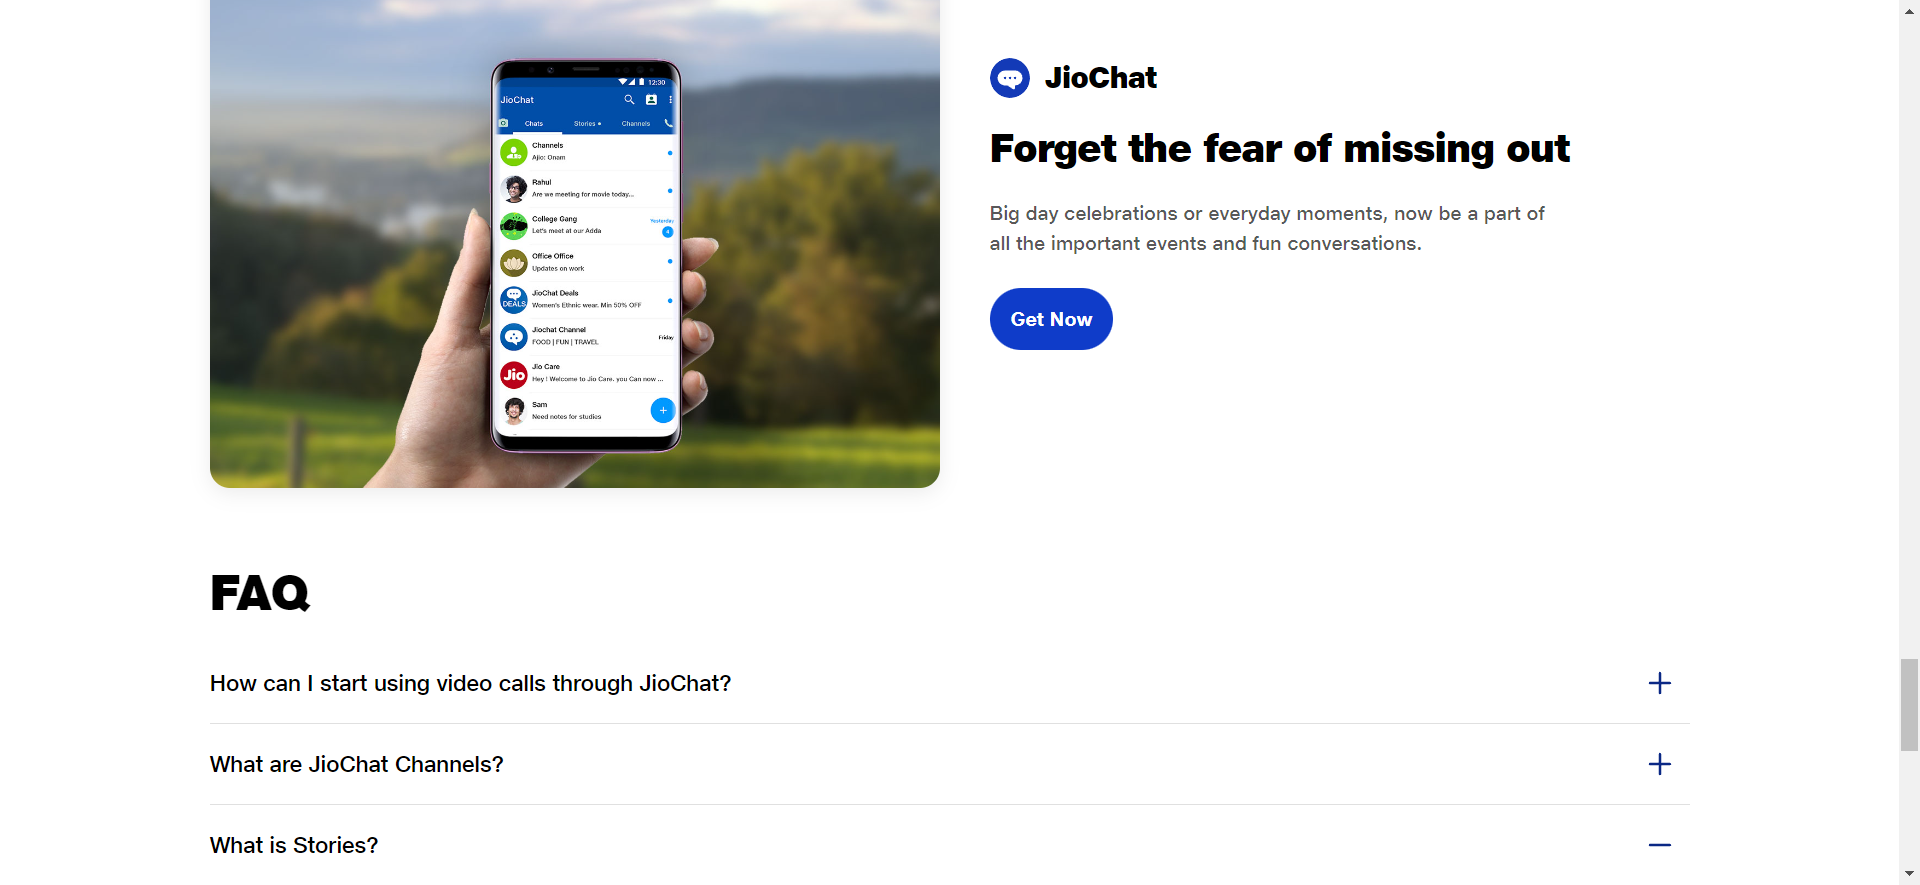 12:30
JioChat
Chats
Stories
Channels
Channels
Ajio: Onam
Rahul
Are we meeting for movie today...
College Gang
Yesterday
Let's meet at our Adda
4
Office Office
Updates on work
JioChat Deals
DEALS
Women's Ethnic wear. Min 50% OFF
Jiochat Channel
FOOD | FUN | TRAVEL
Friday
Jio
Jio Care
Hey ! Welcome to Jio Care. you Can now ...
Sam
Need notes for studies
JioChat
Forget the fear of missing out
Big day celebrations or everyday moments, now be a part of
all the important events and fun conversations.
Get Now
FAQ
How can I start using video calls through JioChat?
What are JioChat Channels?
What is Stories?